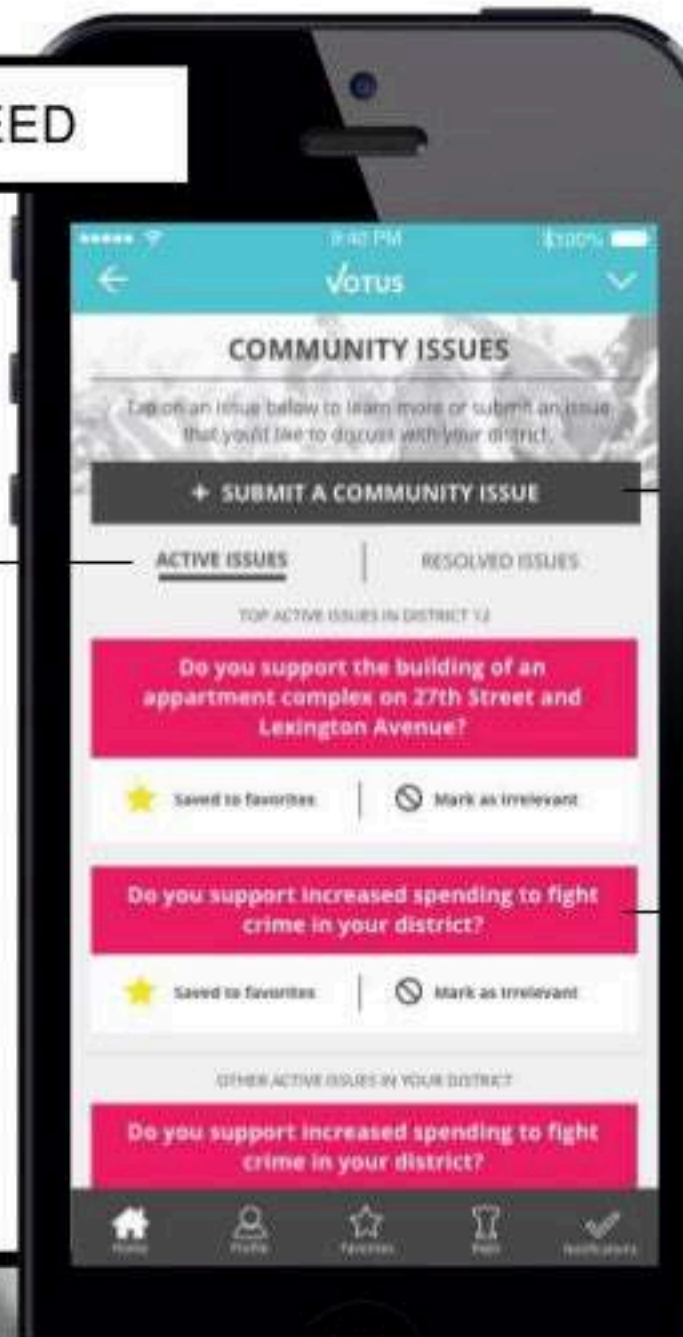 EED
9:40 PM
100%
VOTUS
COMMUNITY ISSUES
Tap on an issue below to learn more or submit an issue
that you'd like to discuss with your district.
+ SUBMIT A COMMUNITY ISSUE
ACTIVE ISSUES
RESOLVED ISSUES
TOP ACTIVE ISSUES IN DISTRICT 12
Do you support the building of an
appartment complex on 27th Street and
Lexington Avenue?
Saved to favorites
Mark as irrelevant
Do you support increased spending to fight
crime in your district?
Saved to favorites
Mark as irrelevant
OTHER ACTIVE ISSUES IN YOUR DISTRICT
Do you support increased spending to fight
crime in your district?
Home
Profile
Favorites
Notifications